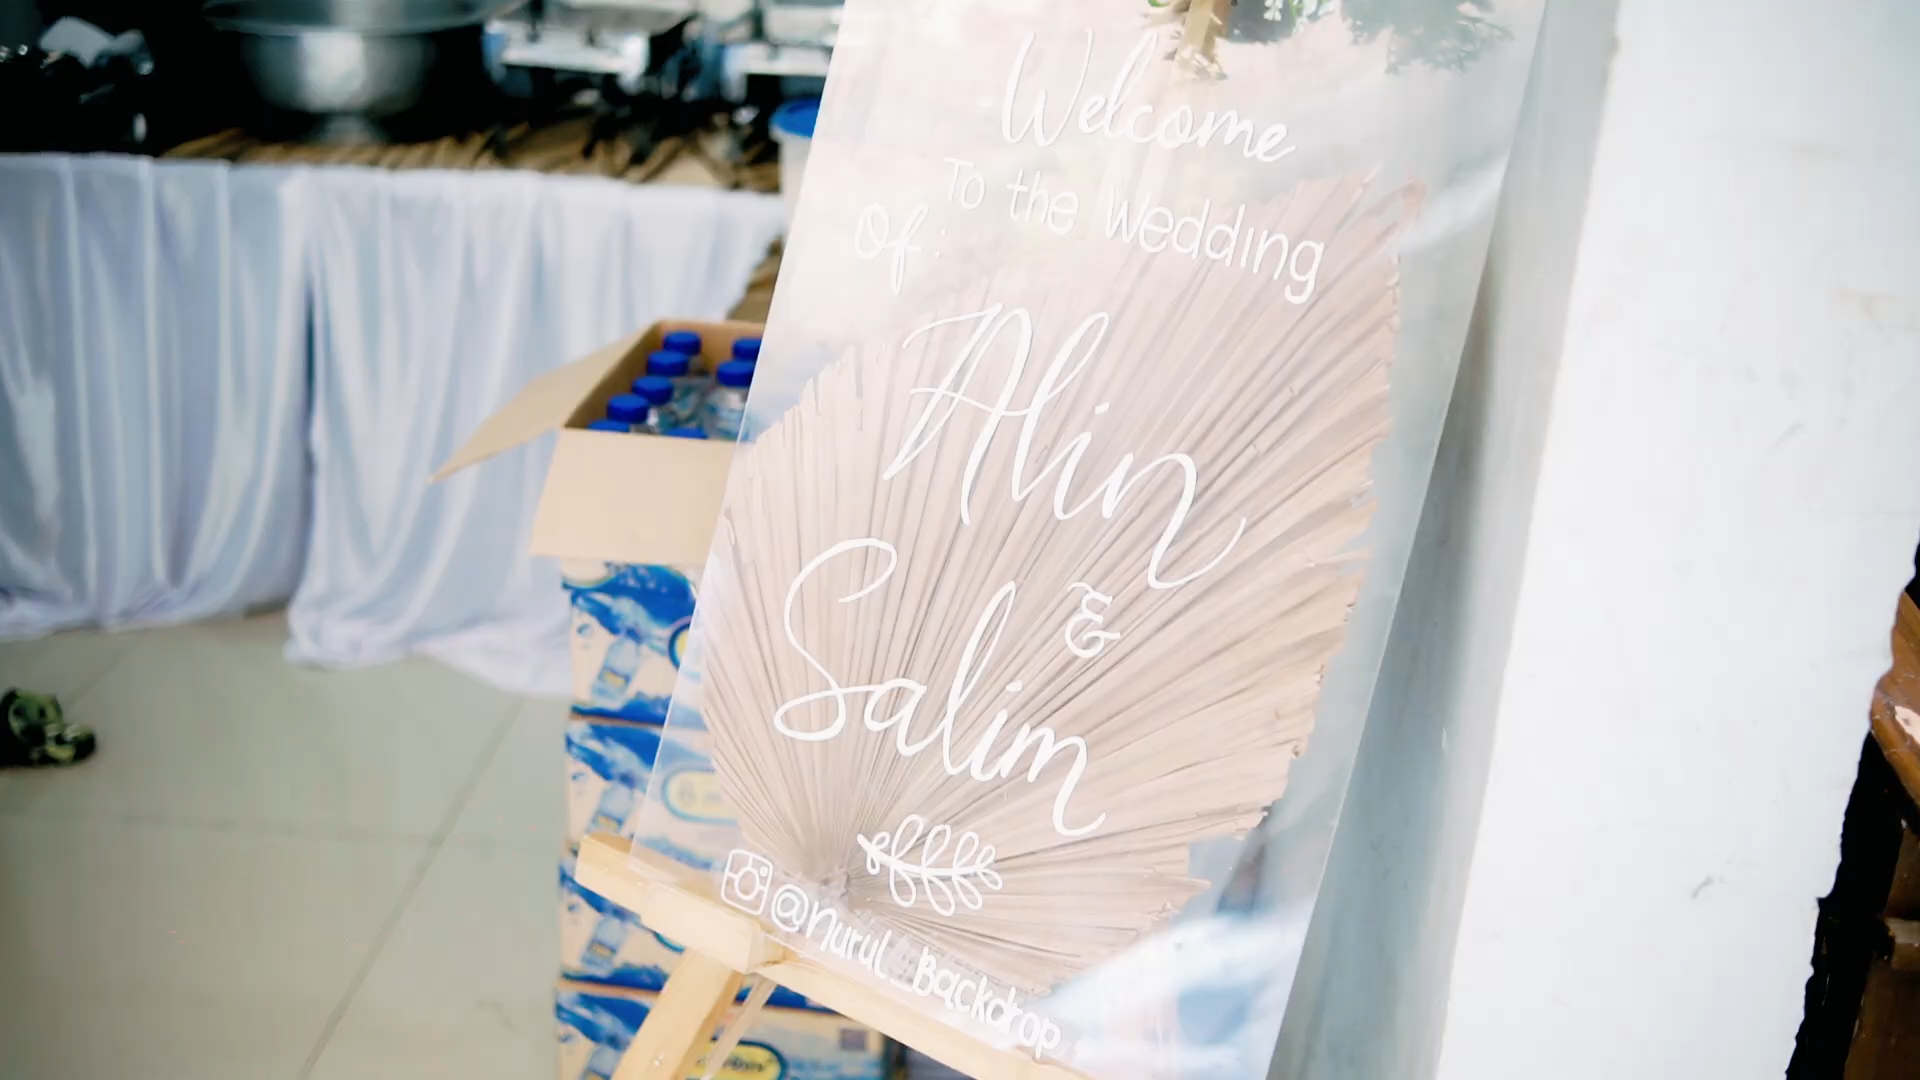 Welcome
To the Wedding
Of:
Alin
&
Salim
@nurul_Backdrop